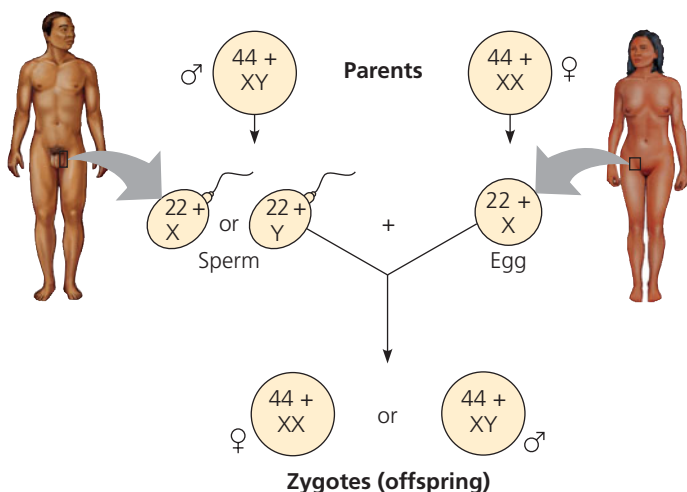 ♂ 44 + XY
Parents
44 + XX ♀
22 + X
or
22 + Y
+
22 + X
Sperm
Egg
♀ 44 + XX
or
44 + XY ♂
Zygotes (offspring)